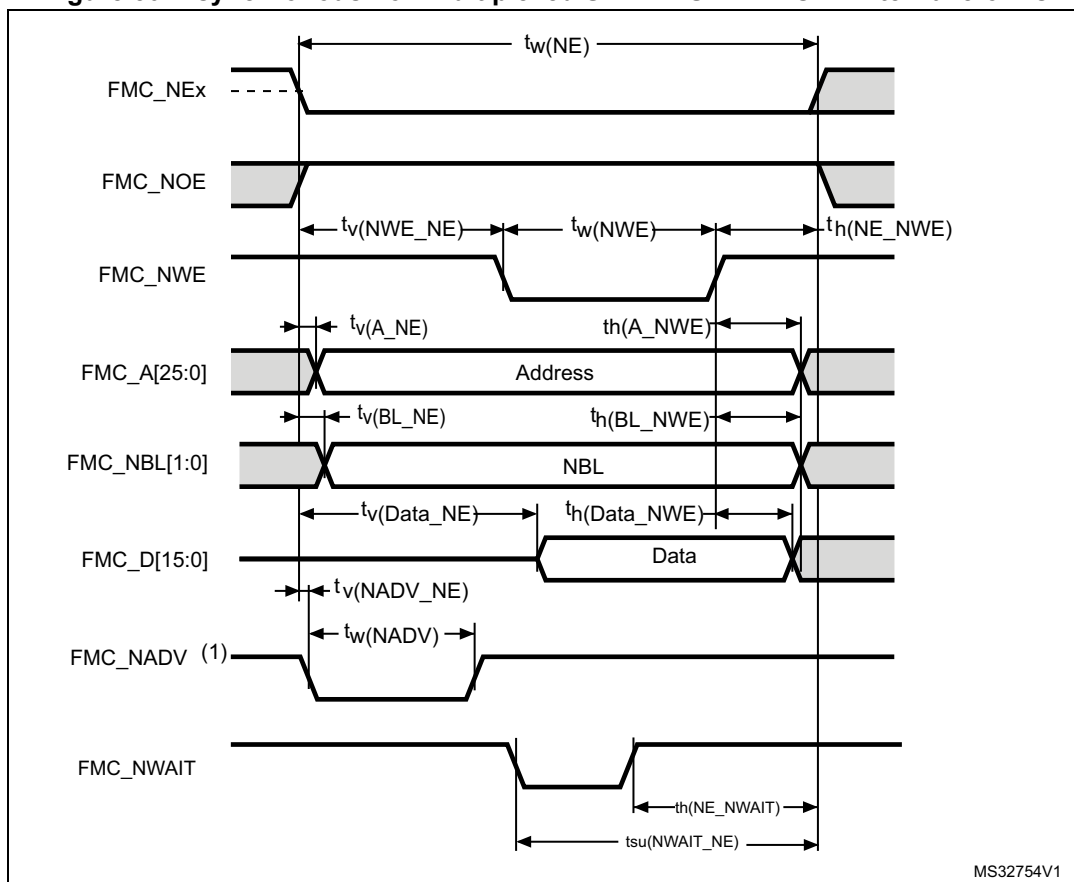 tw(NE)
FMC_NEx
FMC_NOE
tv(NWE_NE)
tw(NWE)
th(NE_NWE)
FMC_NWE
tv(A_NE)
th(A_NWE)
FMC_A[25:0]
Address
tv(BL_NE)
th(BL_NWE)
FMC_NBL[1:0]
NBL
tv(Data_NE)
th(Data_NWE)
FMC_D[15:0]
Data
tv(NADV_NE)
tw(NADV)
FMC_NADV (1)
FMC_NWAIT
th(NE_NWAIT)
tsu(NWAIT_NE)
MS32754V1